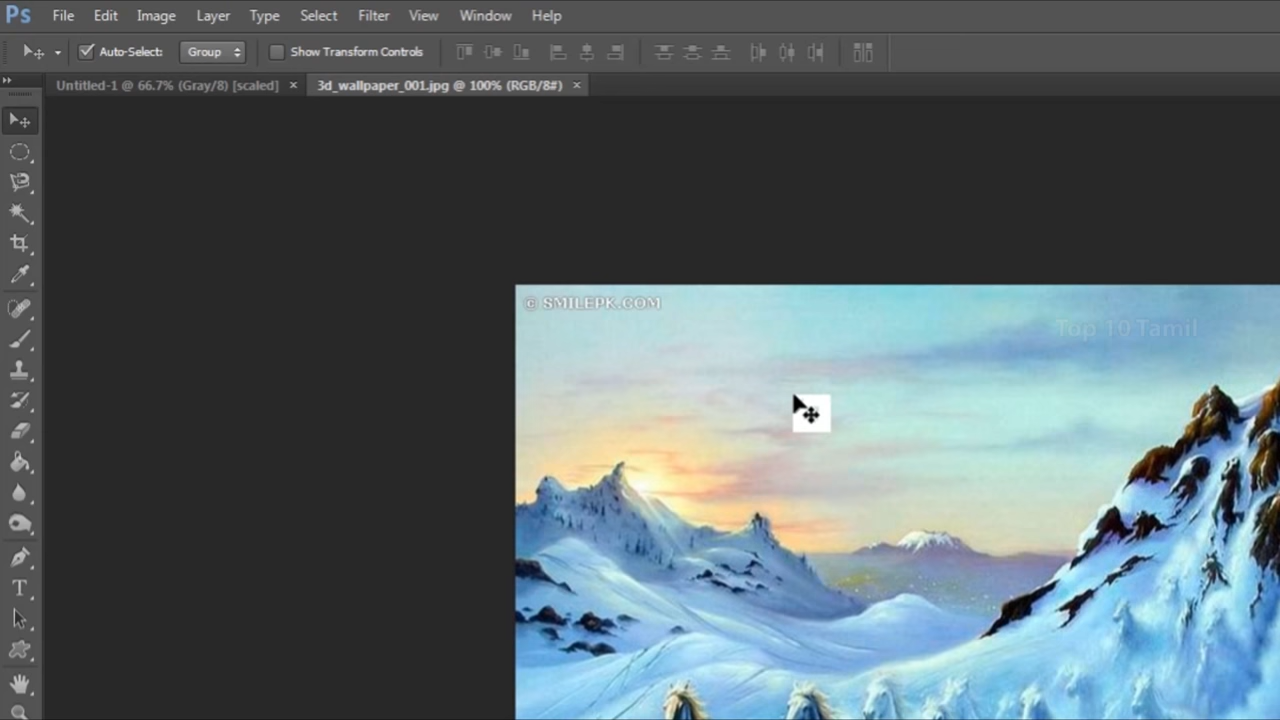 Ps File Edit Image Layer Type Select Filter View Window Help
Auto-Select: Group Show Transform Controls
Untitled-1 @ 66.7% (Gray/8) [scaled] × 3d_wallpaper_001.jpg @ 100% (RGB/8#) ×
© SMILEPK.COM
Top 10 Tamil